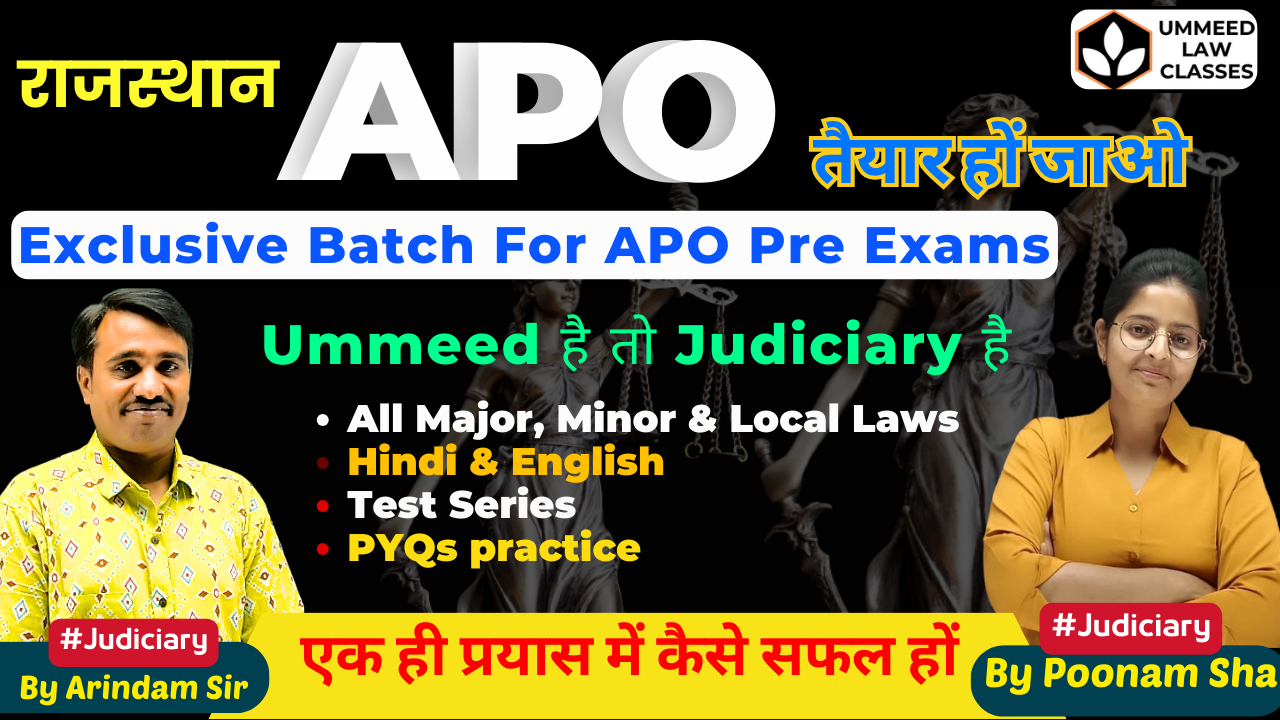 राजस्थान
APO
UMMEED
LAW
CLASSES
तैयार हों जाओ
Exclusive Batch For APO Pre Exams
Ummeed है तो Judiciary है
All Major, Minor & Local Laws
Hindi & English
Test Series
PYQs practice
#Judiciary
By Arindam Sir
एक ही प्रयास में कैसे सफल हों
#Judiciary
By Poonam Sha